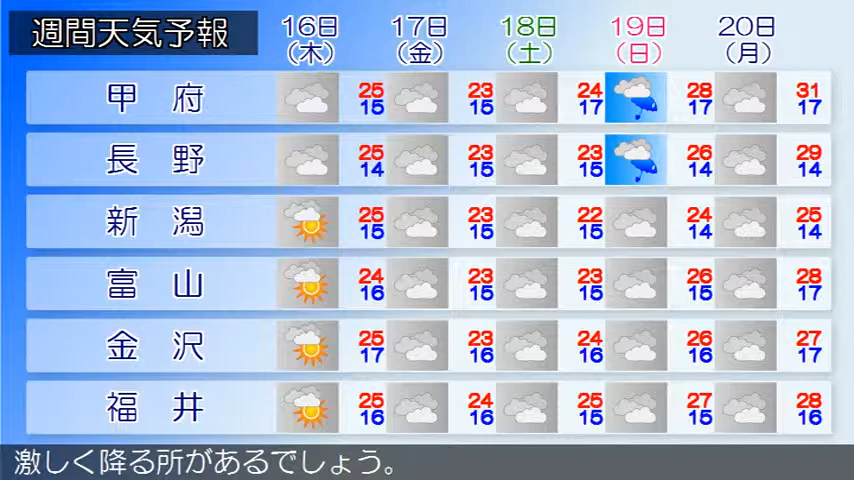 週間天気予報
16日 17日 18日 19日 20日
(木) (金) (土) (日) (月)
甲府 25 23 24 28 31
15 15 17 17 17
長野 25 23 23 26 29
14 15 15 14 14
新潟 25 23 22 24 25
15 15 15 14 14
富山 24 23 23 26 28
16 15 15 15 17
金沢 25 23 24 26 27
17 16 16 16 17
福井 25 24 25 27 28
16 16 15 15 16
激しく降る所があるでしょう。